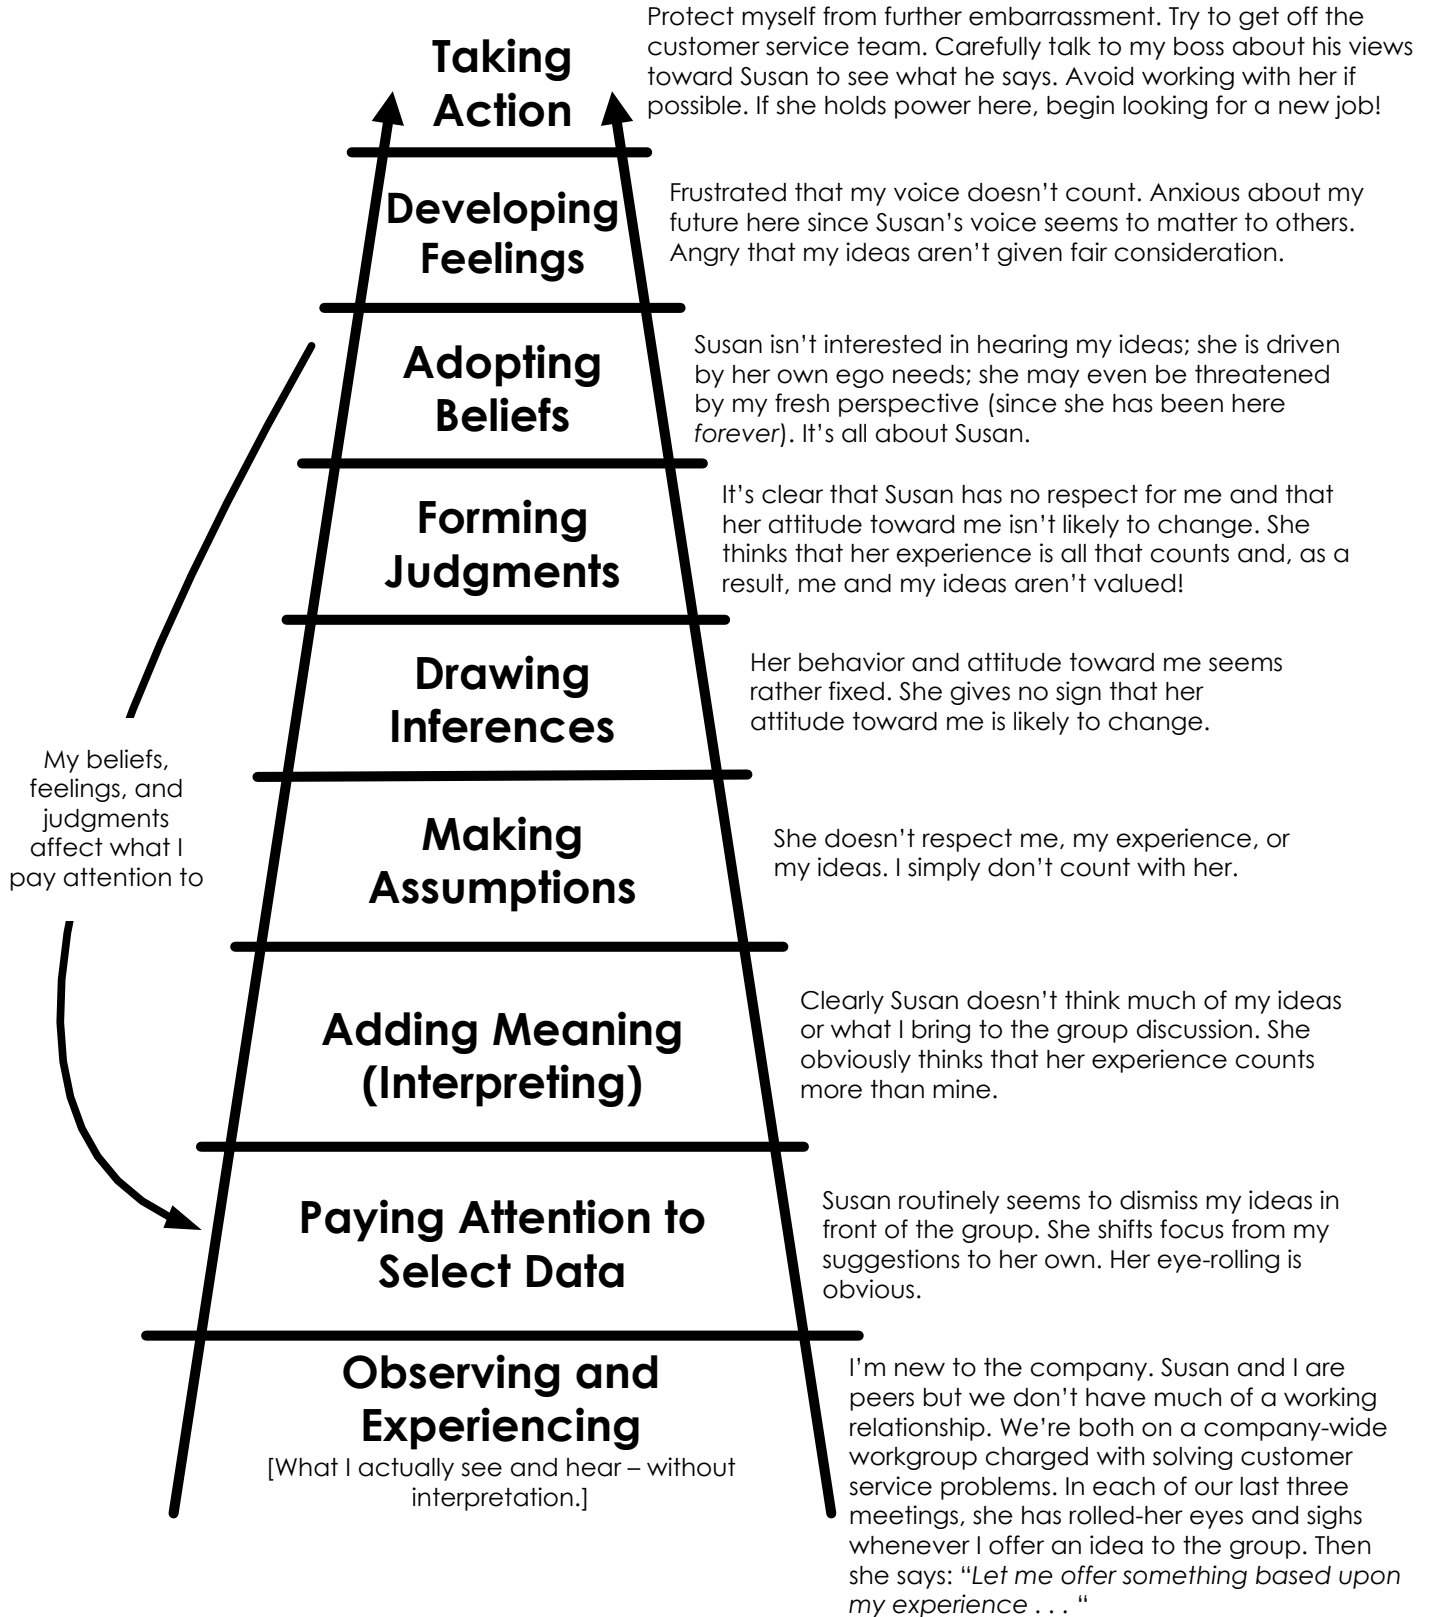 Taking
Action
Protect myself from further embarrassment. Try to get off the
customer service team. Carefully talk to my boss about his views
toward Susan to see what he says. Avoid working with her if
possible. If she holds power here, begin looking for a new job!
Developing
Feelings
Frustrated that my voice doesn’t count. Anxious about my
future here since Susan’s voice seems to matter to others.
Angry that my ideas aren’t given fair consideration.
Adopting
Beliefs
Susan isn’t interested in hearing my ideas; she is driven
by her own ego needs; she may even be threatened
by my fresh perspective (since she has been here
forever). It’s all about Susan.
Forming
Judgments
It’s clear that Susan has no respect for me and that
her attitude toward me isn’t likely to change. She
thinks that her experience is all that counts and, as a
result, me and my ideas aren’t valued!
Drawing
Inferences
Her behavior and attitude toward me seems
rather fixed. She gives no sign that her
attitude toward me is likely to change.
My beliefs,
feelings, and
judgments
affect what I
pay attention to
Making
Assumptions
She doesn’t respect me, my experience, or
my ideas. I simply don’t count with her.
Adding Meaning
(Interpreting)
Clearly Susan doesn’t think much of my ideas
or what I bring to the group discussion. She
obviously thinks that her experience counts
more than mine.
Paying Attention to
Select Data
Susan routinely seems to dismiss my ideas in
front of the group. She shifts focus from my
suggestions to her own. Her eye-rolling is
obvious.
Observing and
Experiencing
[What I actually see and hear – without
interpretation.]
I’m new to the company. Susan and I are
peers but we don’t have much of a working
relationship. We’re both on a company-wide
workgroup charged with solving customer
service problems. In each of our last three
meetings, she has rolled-her eyes and sighs
whenever I offer an idea to the group. Then
she says: “Let me offer something based upon
my experience . . . “